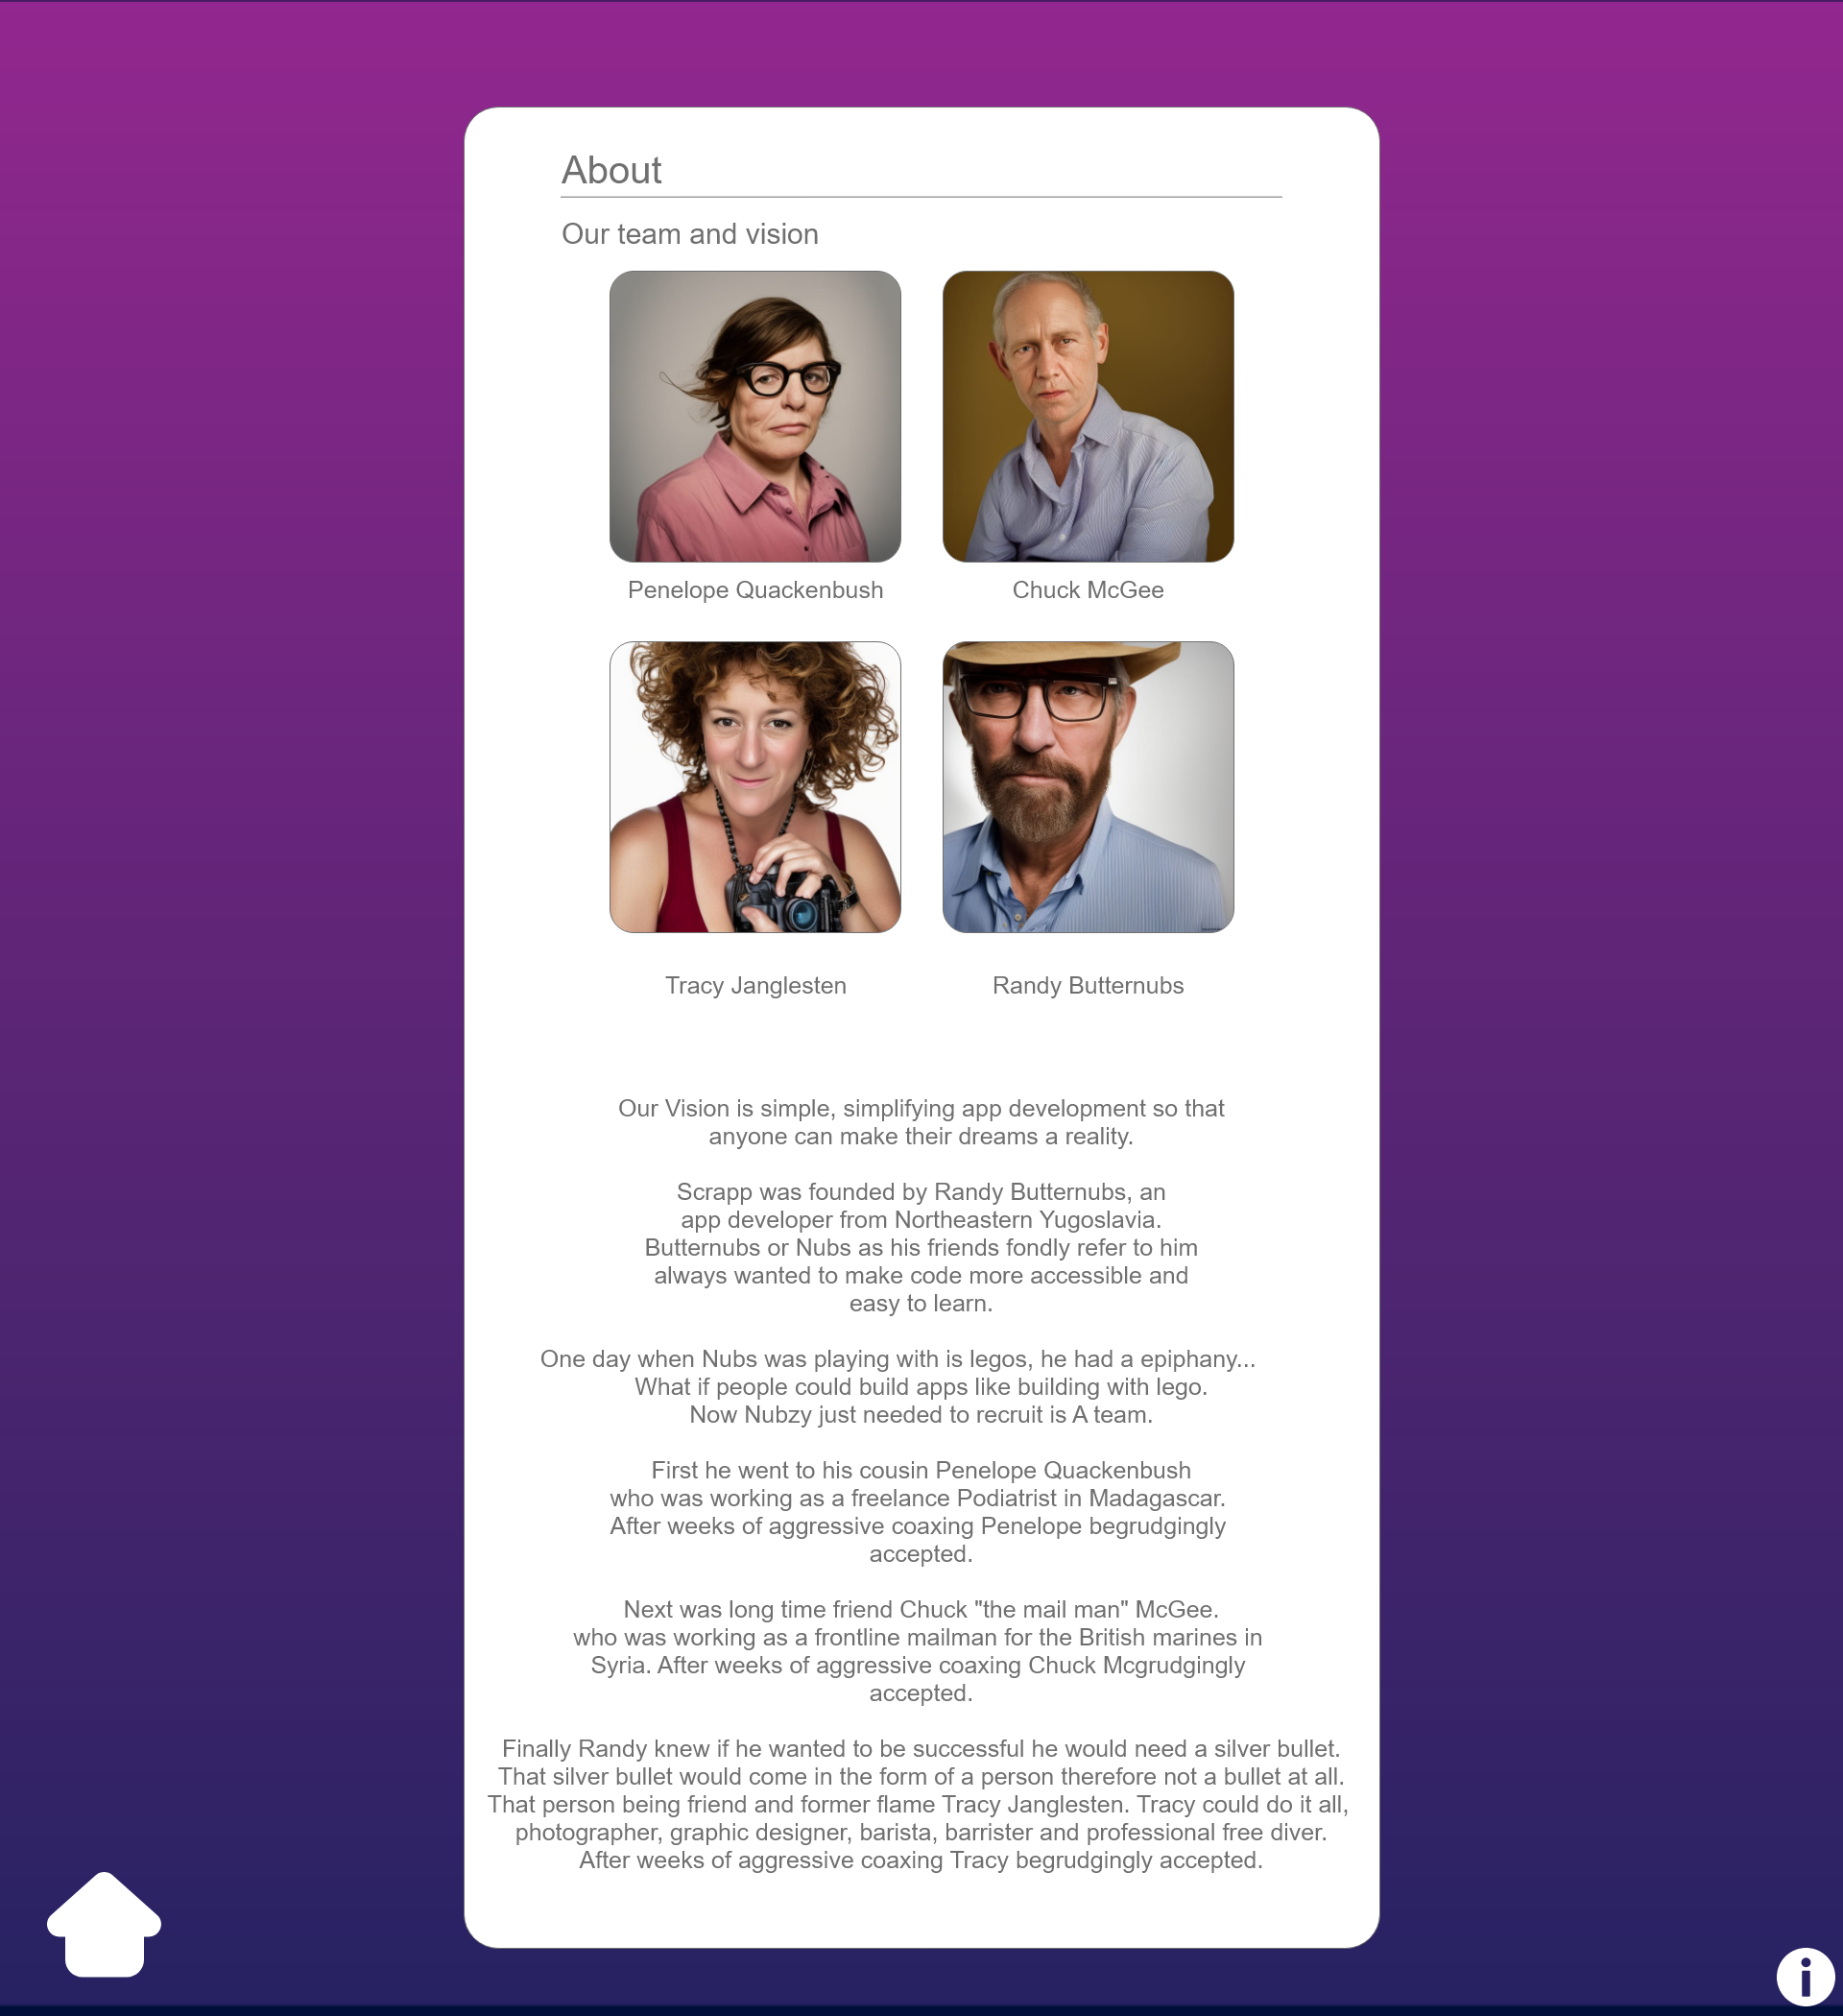 About
Our team and vision
Penelope Quackenbush
Chuck McGee
Tracy Janglesten
Randy Butternubs
Our Vision is simple, simplifying app development so that
anyone can make their dreams a reality.
Scrapp was founded by Randy Butternubs, an
app developer from Northeastern Yugoslavia.
Butternubs or Nubs as his friends fondly refer to him
always wanted to make code more accessible and
easy to learn.
One day when Nubs was playing with is legos, he had a epiphany...
What if people could build apps like building with lego.
Now Nubzy just needed to recruit is A team.
First he went to his cousin Penelope Quackenbush
who was working as a freelance Podiatrist in Madagascar.
After weeks of aggressive coaxing Penelope begrudgingly
accepted.
Next was long time friend Chuck "the mail man" McGee.
who was working as a frontline mailman for the British marines in
Syria. After weeks of aggressive coaxing Chuck Mcgrudgingly
accepted.
Finally Randy knew if he wanted to be successful he would need a silver bullet.
That silver bullet would come in the form of a person therefore not a bullet at all.
That person being friend and former flame Tracy Janglesten. Tracy could do it all,
photographer, graphic designer, barista, barrister and professional free diver.
After weeks of aggressive coaxing Tracy begrudgingly accepted.
i